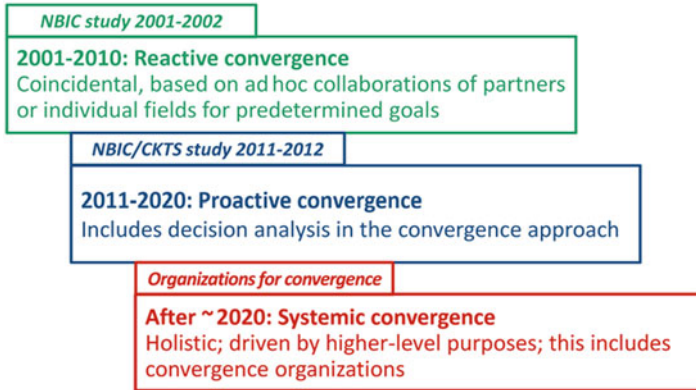 NBIC study 2001-2002
2001-2010: Reactive convergence
Coincidental, based on ad hoc collaborations of partners
or individual fields for predetermined goals
NBIC/CKTS study 2011-2012
2011-2020: Proactive convergence
Includes decision analysis in the convergence approach
Organizations for convergence
After ~2020: Systemic convergence
Holistic; driven by higher-level purposes; this includes
convergence organizations